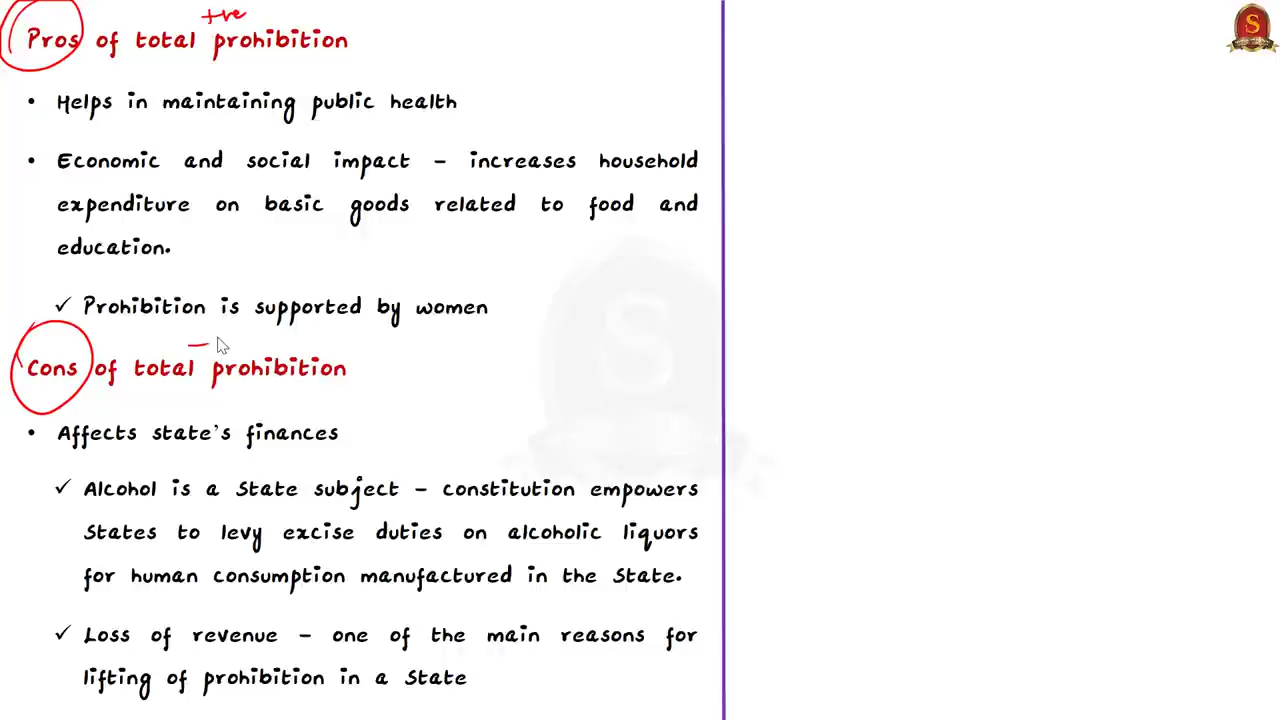 +ve
Pros of total prohibition
• Helps in maintaining public health
• Economic and social impact – increases household
expenditure on basic goods related to food and
education.
✓ Prohibition is supported by women
–
Cons of total prohibition
• Affects state's finances
✓ Alcohol is a State subject – constitution empowers
States to levy excise duties on alcoholic liquors
for human consumption manufactured in the State.
✓ Loss of revenue – one of the main reasons for
lifting of prohibition in a State
S
S